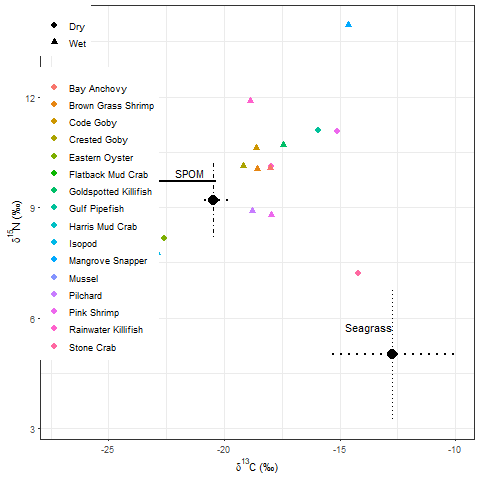 Dry
Wet
Bay Anchovy
Brown Grass Shrimp
Code Goby
Crested Goby
Eastern Oyster
Flatback Mud Crab
Goldspotted Killifish
Gulf Pipefish
Harris Mud Crab
Isopod
Mangrove Snapper
Mussel
Pilchard
Pink Shrimp
Rainwater Killifish
Stone Crab
SPOM
Seagrass
12
9
6
3
δ15N (‰)
-25 -20 -15 -10
δ13C (‰)